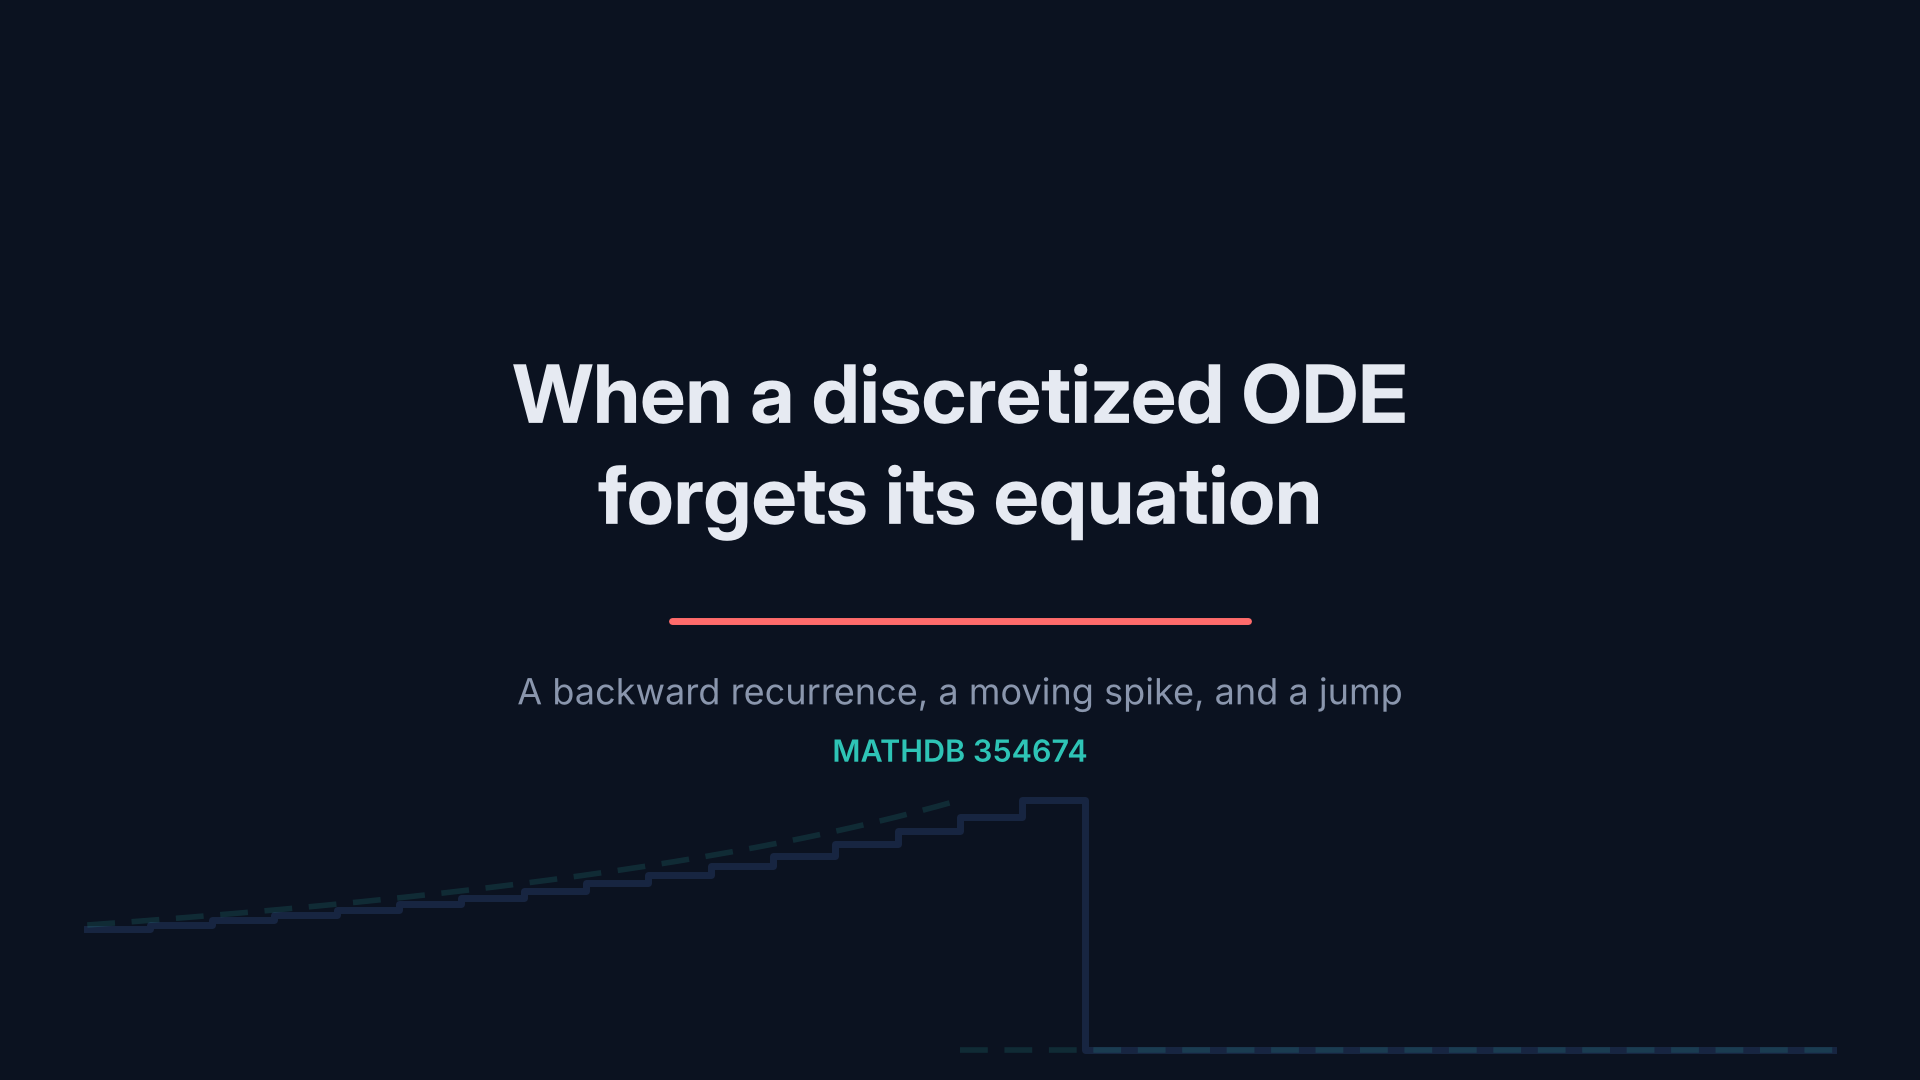 When a discretized ODE
forgets its equation
A backward recurrence, a moving spike, and a jump
MATHDB 354674